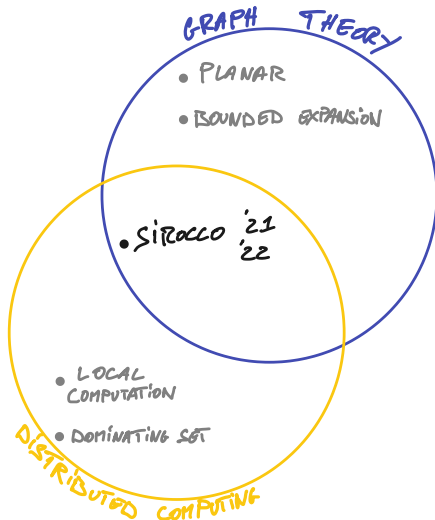 GRAPH THEORY
• PLANAR
• BOUNDED EXPANSION
• SIROCCO '21
'22
• LOCAL
COMPUTATION
• DOMINATING SET
DISTRIBUTED COMPUTING